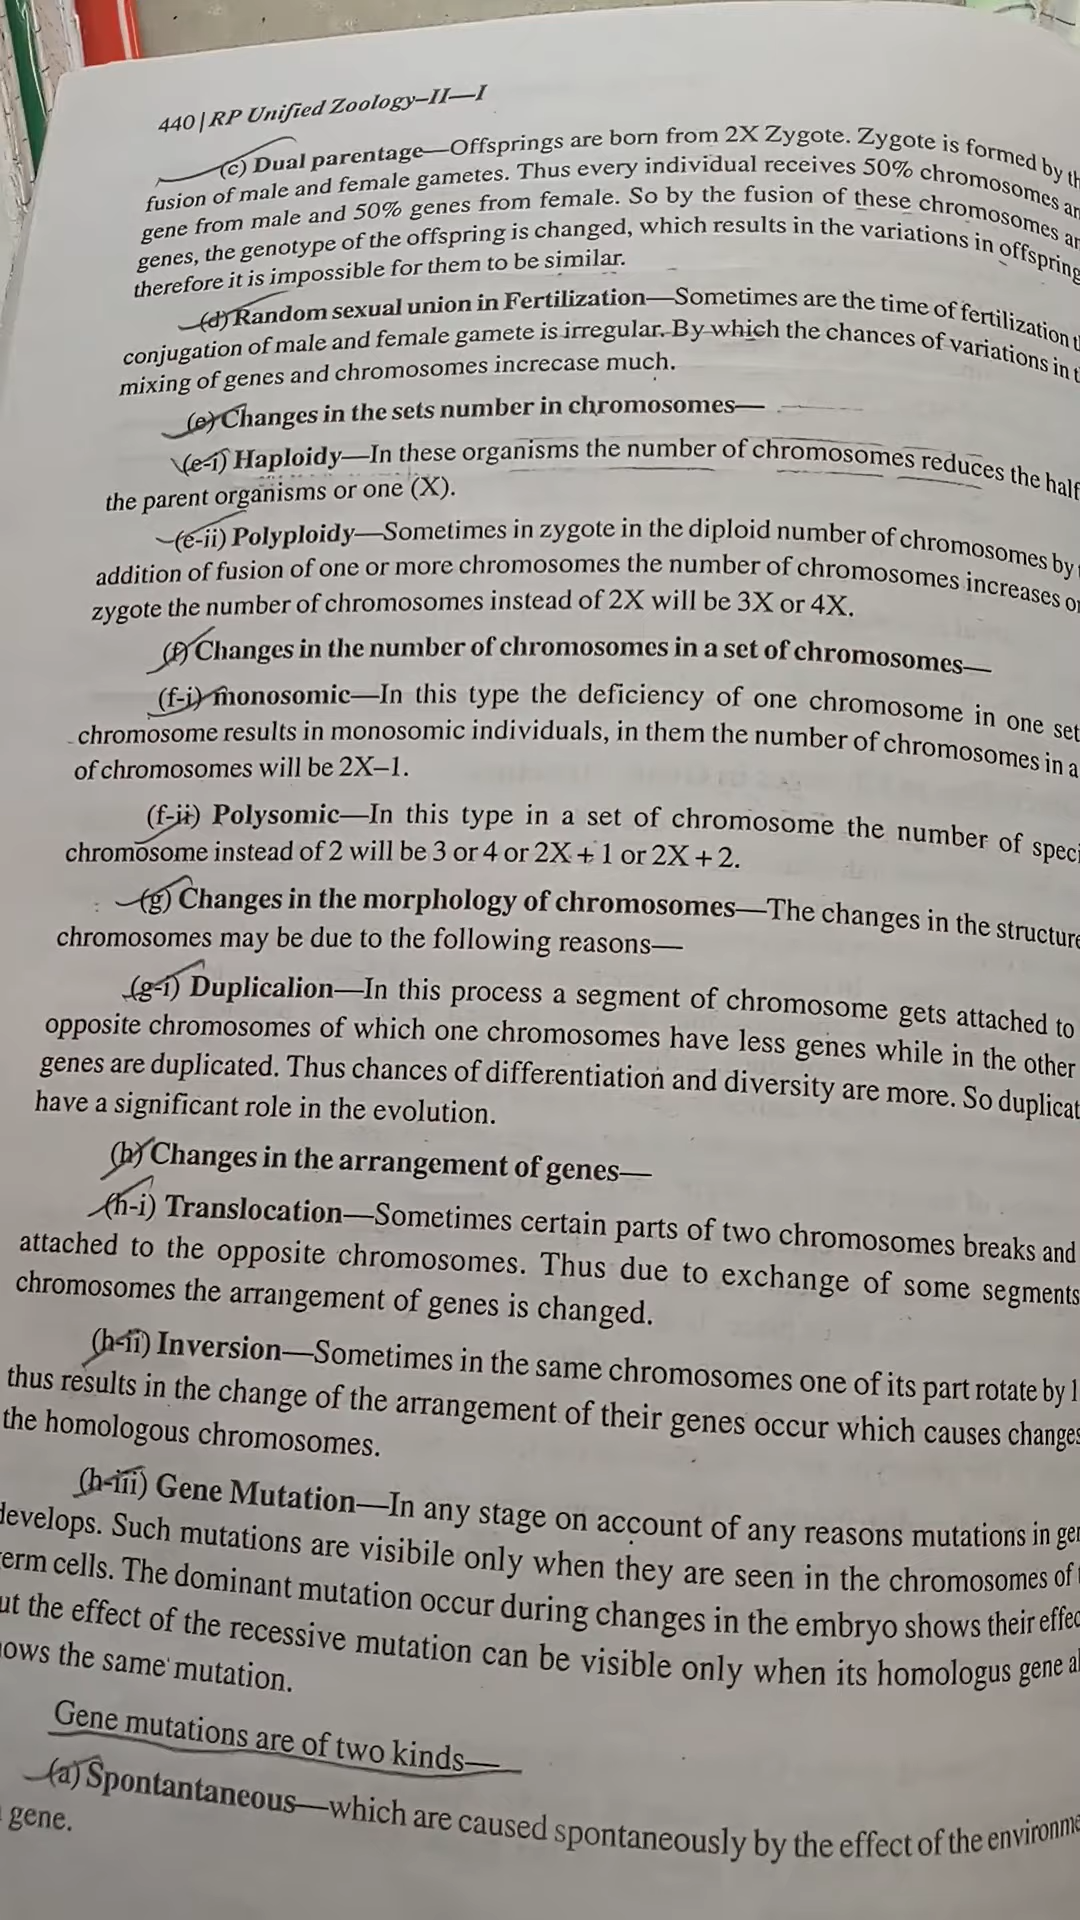 440 | RP Unified Zoology–II—I
(c) Dual parentage—Offsprings are born from 2X Zygote. Zygote is formed by
fusion of male and female gametes. Thus every individual receives 50% chromosomes
gene from male and 50% genes from female. So by the fusion of these chromosomes
genes, the genotype of the offspring is changed, which results in the variations in offspring
therefore it is impossible for them to be similar.
(d) Random sexual union in Fertilization—Sometimes are the time of fertilization
conjugation of male and female gamete is irregular. By which the chances of variations in
mixing of genes and chromosomes increcase much.
(e) Changes in the sets number in chromosomes—
(e-i) Haploidy—In these organisms the number of chromosomes reduces the half
the parent organisms or one (X).
(e-ii) Polyploidy—Sometimes in zygote in the diploid number of chromosomes by
addition of fusion of one or more chromosomes the number of chromosomes increases
zygote the number of chromosomes instead of 2X will be 3X or 4X.
(f) Changes in the number of chromosomes in a set of chromosomes—
(f-i) monosomic—In this type the deficiency of one chromosome in one set
chromosome results in monosomic individuals, in them the number of chromosomes in a
of chromosomes will be 2X–1.
(f-ii) Polysomic—In this type in a set of chromosome the number of
chromosome instead of 2 will be 3 or 4 or 2X + 1 or 2X + 2.
(g) Changes in the morphology of chromosomes—The changes in the structure
chromosomes may be due to the following reasons—
(g-i) Duplicalion—In this process a segment of chromosome gets attached to
opposite chromosomes of which one chromosomes have less genes while in the other
genes are duplicated. Thus chances of differentiation and diversity are more. So duplicat
have a significant role in the evolution.
(h) Changes in the arrangement of genes—
(h-i) Translocation—Sometimes certain parts of two chromosomes breaks and
attached to the opposite chromosomes. Thus due to exchange of some segments
chromosomes the arrangement of genes is changed.
(h-ii) Inversion—Sometimes in the same chromosomes one of its part rotate by 1
thus results in the change of the arrangement of their genes occur which causes changes
the homologous chromosomes.
(h-iii) Gene Mutation—In any stage on account of any reasons mutations in
develops. Such mutations are visibile only when they are seen in the chromosomes of
erm cells. The dominant mutation occur during changes in the embryo shows their effec
ut the effect of the recessive mutation can be visible only when its homologus gene
ows the same mutation.
Gene mutations are of two kinds—
(a) Spontantaneous—which are caused spontaneously by the effect of the environme
gene.